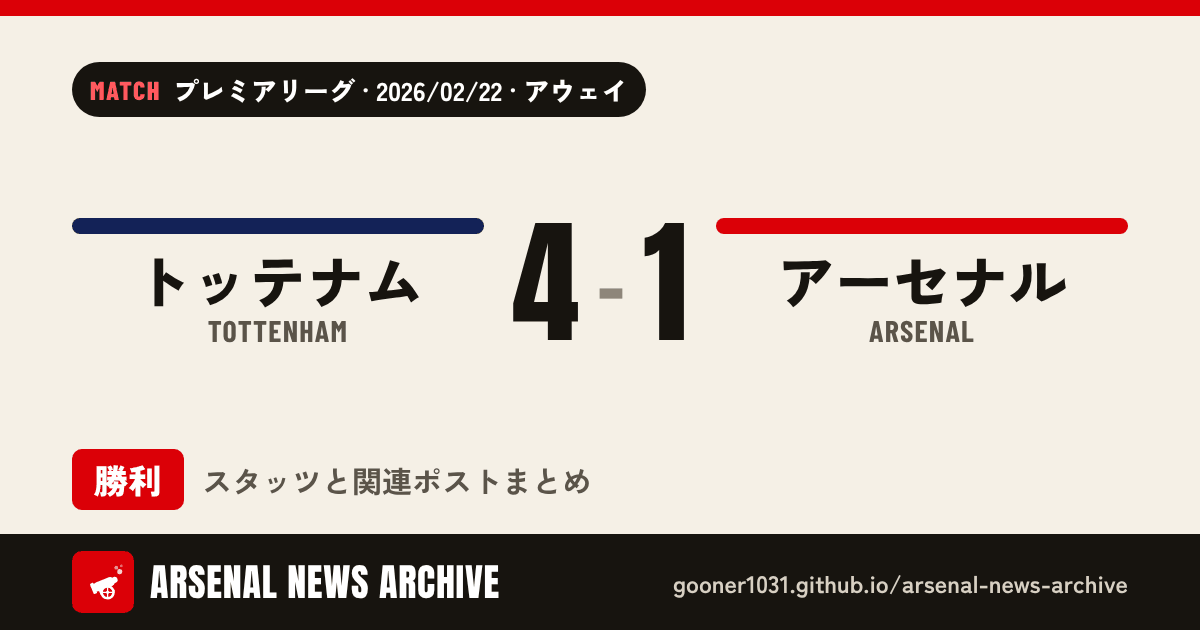 MATCH プレミアリーグ · 2026/02/22 · アウェイ
トッテナム 4 - 1 アーセナル
TOTTENHAM ARSENAL
勝利 スタッツと関連ポストまとめ
ARSENAL NEWS ARCHIVE gooner1031.github.io/arsenal-news-archive